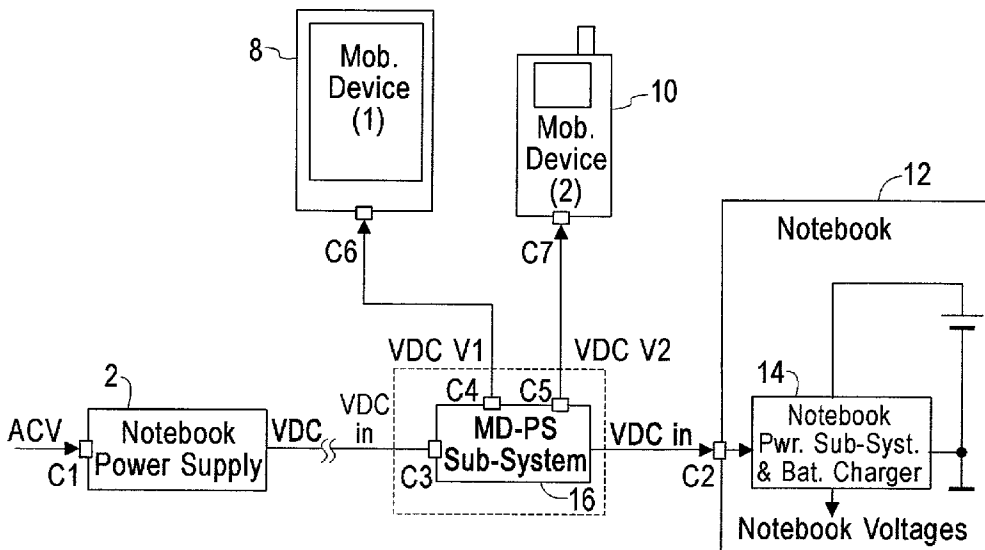 8
Mob.
Device
(1)
10
Mob.
Device
(2)
12
Notebook
C6
C7
VDC V1
VDC V2
2
14
ACV
C1
Notebook
Power Supply
VDC
VDC
in
C3
C4
C5
MD-PS
Sub-System
16
VDC in
C2
Notebook
Pwr. Sub-Syst.
& Bat. Charger
Notebook Voltages